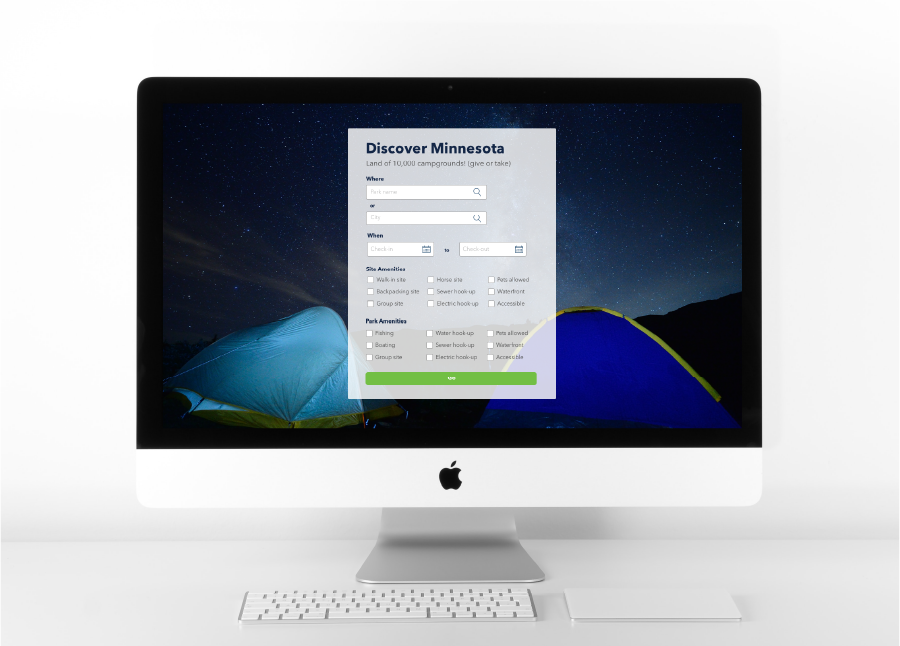 Discover Minnesota
Land of 10,000 campgrounds! (give or take)
Where
Park name
or
City
When
Check-in to Check-out
Site Amenities
Walk-in site Horse site Pets allowed
Backpacking site Sewer hook-up Waterfront
Group site Electric hook-up Accessible
Park Amenities
Fishing Water hook-up Pets allowed
Boating Sewer hook-up Waterfront
Group site Electric hook-up Accessible
GO